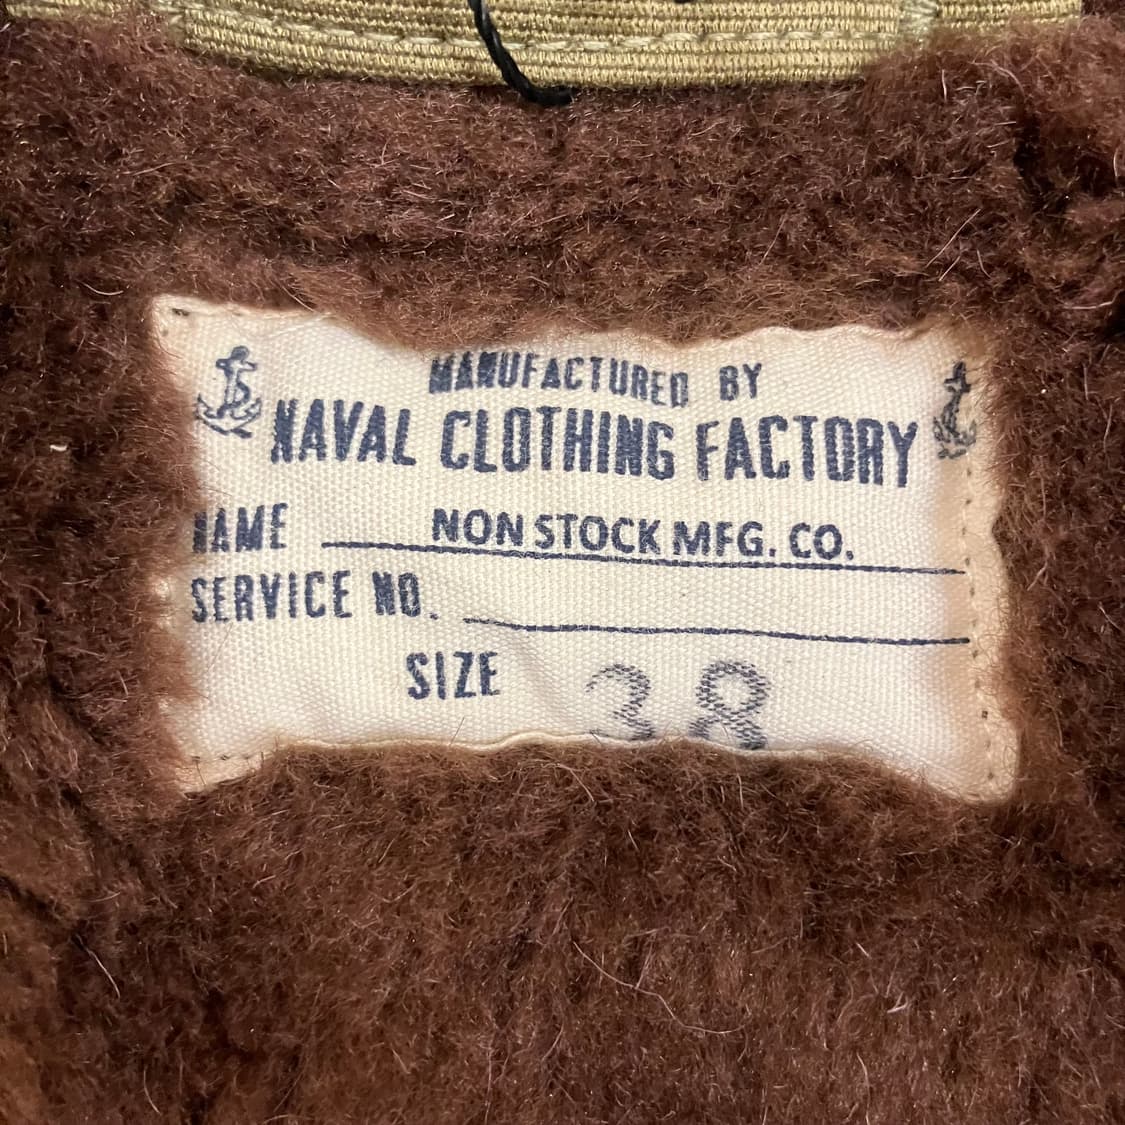 MANUFACTURED BY
NAVAL CLOTHING FACTORY
NAME NON STOCK MFG. CO.
SERVICE NO.
SIZE 38